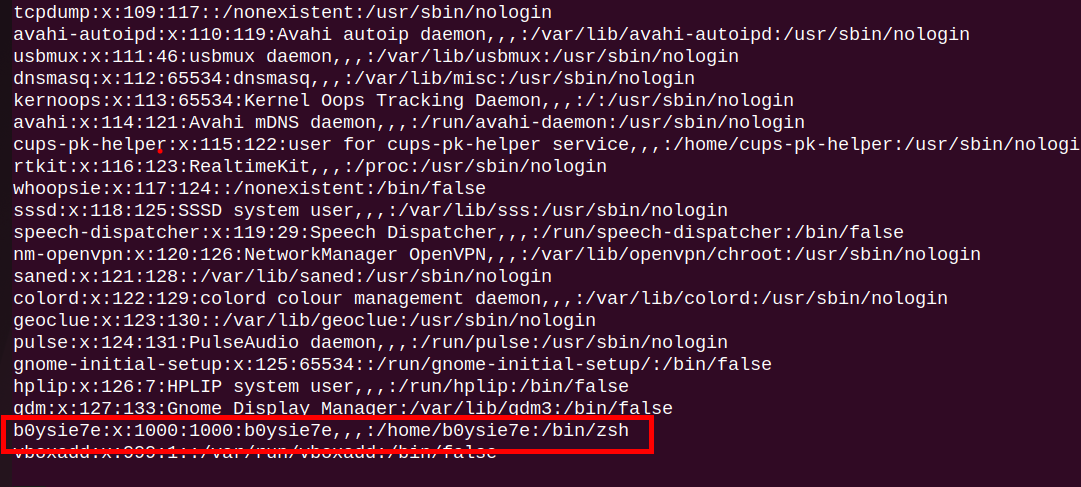 tcpdump:x:109:117::/nonexistent:/usr/sbin/nologin
avahi-autoipd:x:110:119:Avahi autoip daemon,,,:/var/lib/avahi-autoipd:/usr/sbin/nologin
usbmux:x:111:46:usbmux daemon,,,:/var/lib/usbmux:/usr/sbin/nologin
dnsmasq:x:112:65534:dnsmasq,,,:/var/lib/misc:/usr/sbin/nologin
kernoops:x:113:65534:Kernel Oops Tracking Daemon,,,:/:/usr/sbin/nologin
avahi:x:114:121:Avahi mDNS daemon,,,:/run/avahi-daemon:/usr/sbin/nologin
cups-pk-helper:x:115:122:user for cups-pk-helper service,,,:/home/cups-pk-helper:/usr/sbin/nologi
rtkit:x:116:123:RealtimeKit,,,:/proc:/usr/sbin/nologin
whoopsie:x:117:124::/nonexistent:/bin/false
sssd:x:118:125:SSSD system user,,,:/var/lib/sss:/usr/sbin/nologin
speech-dispatcher:x:119:29:Speech Dispatcher,,,:/run/speech-dispatcher:/bin/false
nm-openvpn:x:120:126:NetworkManager OpenVPN,,,:/var/lib/openvpn/chroot:/usr/sbin/nologin
saned:x:121:128::/var/lib/saned:/usr/sbin/nologin
colord:x:122:129:colord colour management daemon,,,:/var/lib/colord:/usr/sbin/nologin
geoclue:x:123:130::/var/lib/geoclue:/usr/sbin/nologin
pulse:x:124:131:PulseAudio daemon,,,:/run/pulse:/usr/sbin/nologin
gnome-initial-setup:x:125:65534::/run/gnome-initial-setup/:/bin/false
hplip:x:126:7:HPLIP system user,,,:/run/hplip:/bin/false
gdm:x:127:133:Gnome Display Manager:/var/lib/gdm3:/bin/false
b0ysie7e:x:1000:1000:b0ysie7e,,,:/home/b0ysie7e:/bin/zsh
vboxadd:x:999:1::/var/run/vboxadd:/bin/false